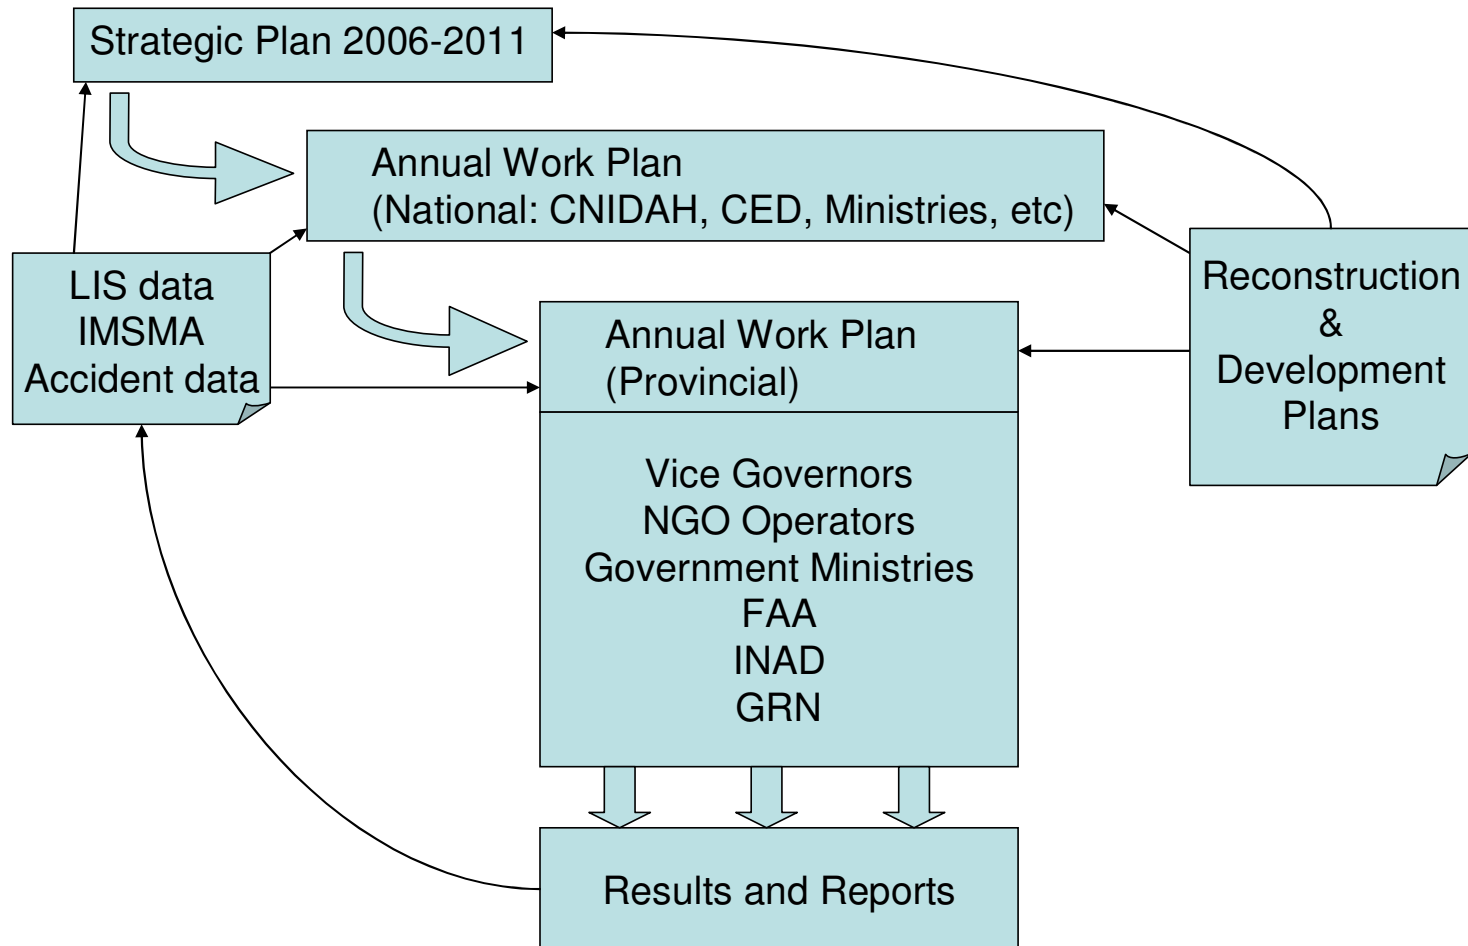 Strategic Plan 2006-2011
Annual Work Plan
(National: CNIDAH, CED, Ministries, etc)
LIS data
IMSMA
Accident data
Reconstruction
&
Development
Plans
Annual Work Plan
(Provincial)
Vice Governors
NGO Operators
Government Ministries
FAA
INAD
GRN
Results and Reports